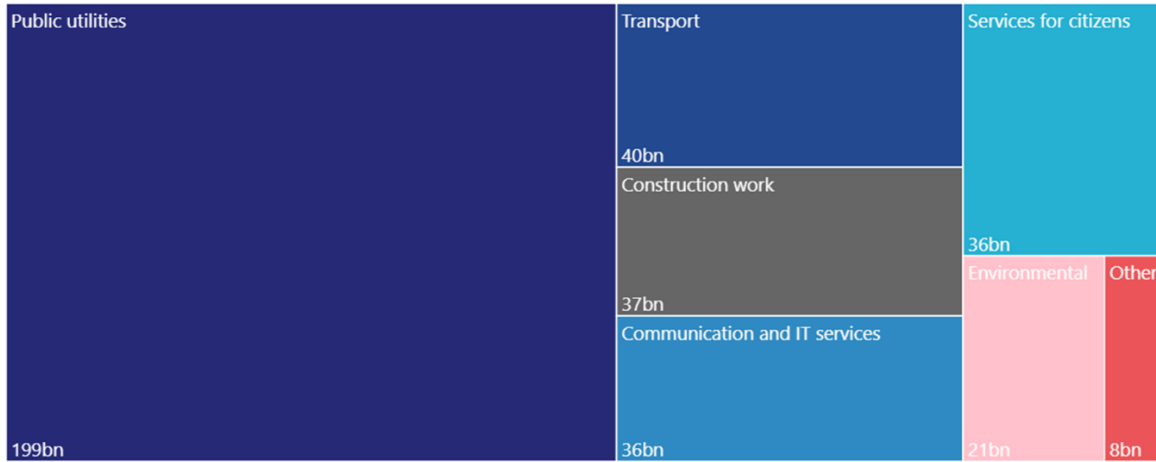 Public utilities
199bn
Transport
40bn
Construction work
37bn
Communication and IT services
36bn
Services for citizens
36bn
Environmental
21bn
Other
8bn